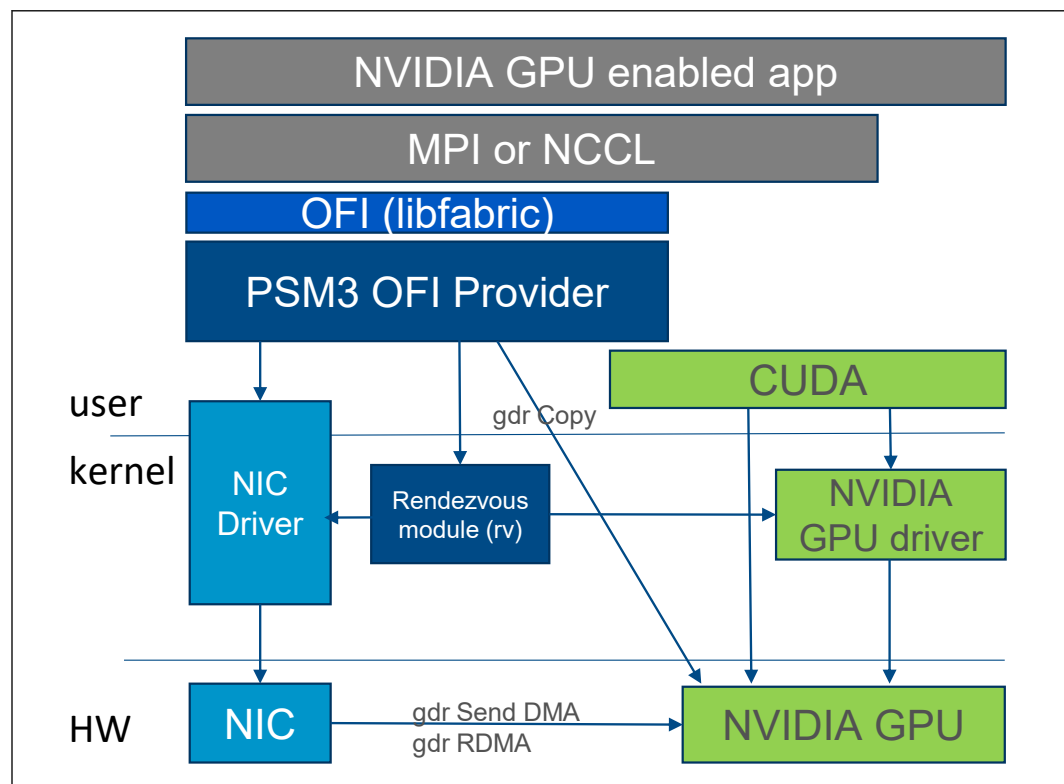 NVIDIA GPU enabled app
MPI or NCCL
OFI (libfabric)
PSM3 OFI Provider
CUDA
user
gdr Copy
kernel
NIC
Driver
Rendezvous
module (rv)
NVIDIA
GPU driver
HW
NIC
gdr Send DMA
gdr RDMA
NVIDIA GPU